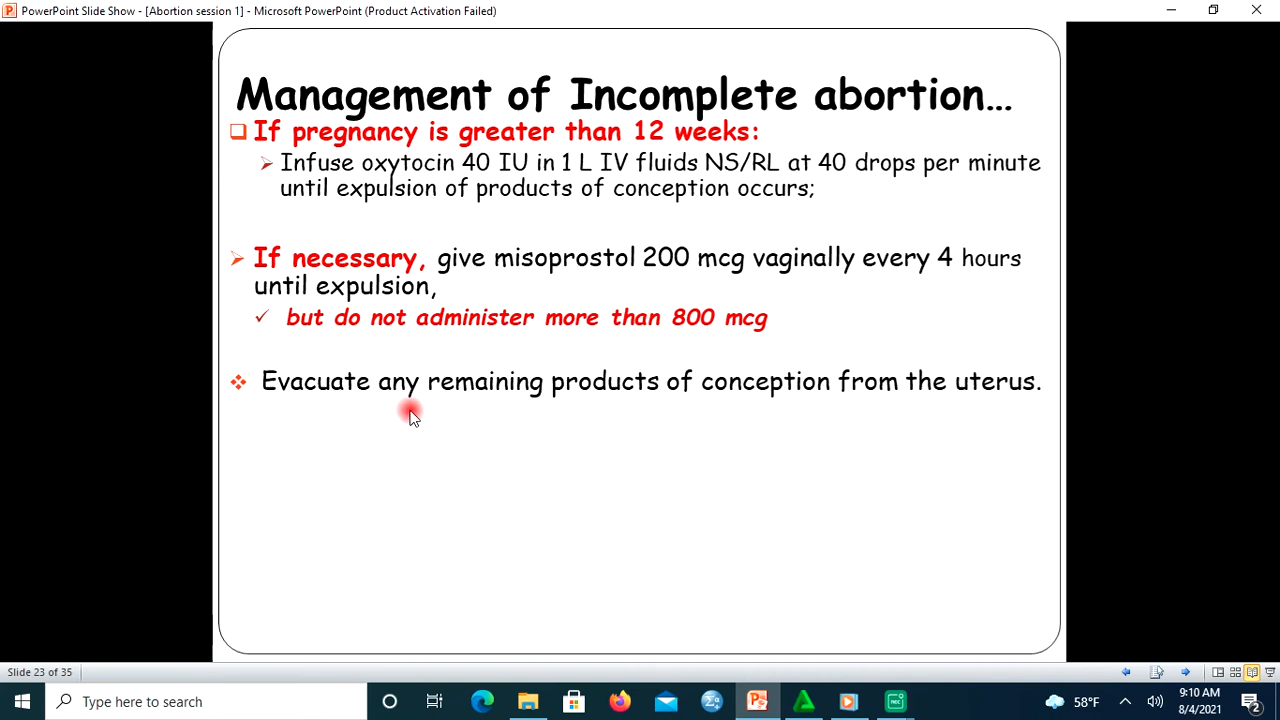 PowerPoint Slide Show - [Abortion session 1] - Microsoft PowerPoint (Product Activation Failed)
Management of Incomplete abortion...
If pregnancy is greater than 12 weeks:
Infuse oxytocin 40 IU in 1 L IV fluids NS/RL at 40 drops per minute
until expulsion of products of conception occurs;
If necessary, give misoprostol 200 mcg vaginally every 4 hours
until expulsion,
but do not administer more than 800 mcg
Evacuate any remaining products of conception from the uterus.
Slide 23 of 35
Type here to search
58°F
9:10 AM
8/4/2021
2